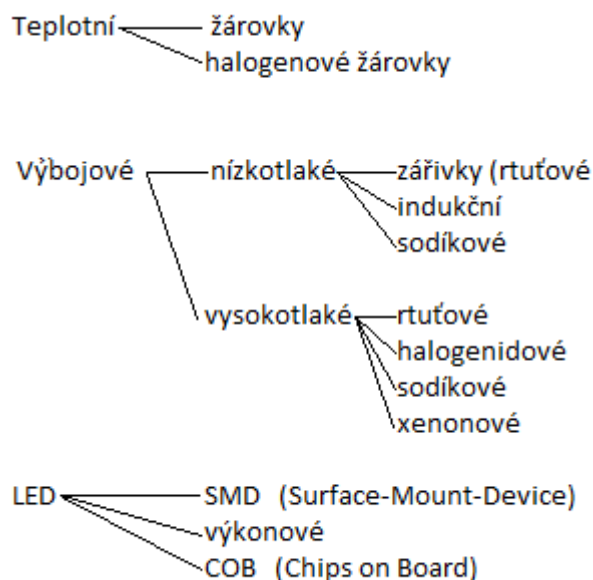 Teplotní žárovky
halogenové žárovky
Výbojové nízkotlaké zářivky (rtuťové
indukční
sodíkové
vysokotlaké rtuťové
halogenidové
sodíkové
xenonové
LED SMD (Surface-Mount-Device)
výkonové
COB (Chips on Board)